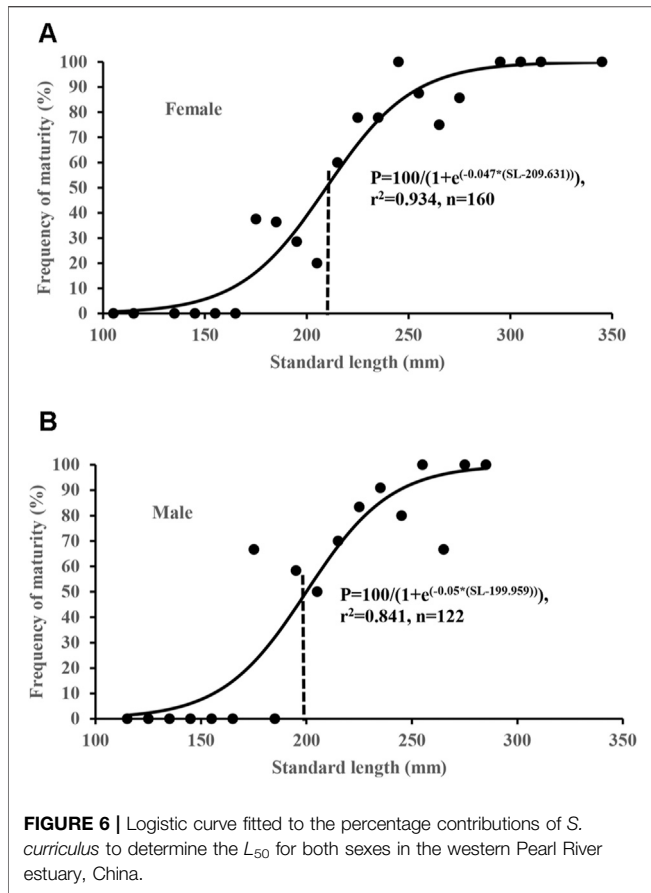 A
Frequency of maturity (%)
100
90
80
70
60
50
40
30
20
10
0
Female
P=100/(1+e(-0.047*(SL-209.631))),
r2=0.934, n=160
100 150 200 250 300 350
Standard length (mm)
B
Frequency of maturity (%)
100
90
80
70
60
50
40
30
20
10
0
Male
P=100/(1+e(-0.05*(SL-199.959))),
r2=0.841, n=122
100 150 200 250 300 350
Standard length (mm)
FIGURE 6 | Logistic curve fitted to the percentage contributions of S.
curriculus to determine the L50 for both sexes in the western Pearl River
estuary, China.